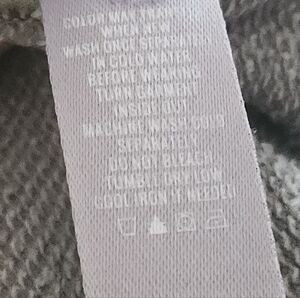 COLOR MAY TRANSFER
WHEN NEW
WASH ONCE SEPARATELY
IN COLD WATER
BEFORE WEARING
TURN GARMENT
INSIDE OUT
MACHINE WASH COLD
SEPARATELY
DO NOT BLEACH
TUMBLE DRY LOW
COOL IRON IF NEEDED